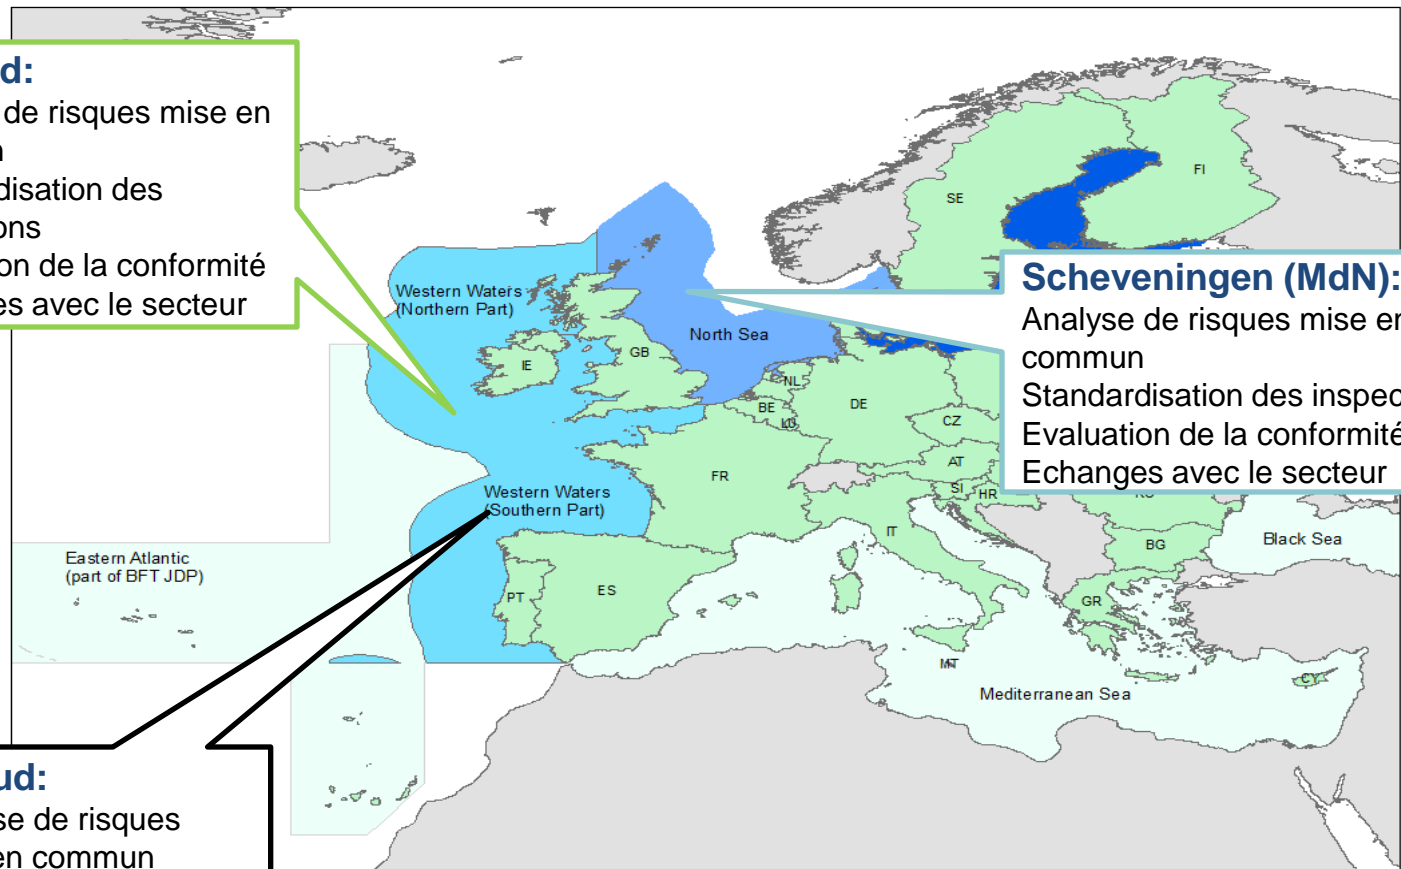 d:
de risques mise en
n
disation des
ons
on de la conformité
es avec le secteur
SE
FI
Scheveningen (MdN):
Analyse de risques mise en
commun
Standardisation des inspec
Evaluation de la conformité
Echanges avec le secteur
Western Waters
(Northern Part)
North Sea
IE
GB
NL
BE
LU
DE
CZ
AT
SI
HR
FR
Western Waters
(Southern Part)
IT
BG
Black Sea
Eastern Atlantic
(part of BFT JDP)
PT
ES
GR
MT
CY
Mediterranean Sea
ud:
se de risques
en commun